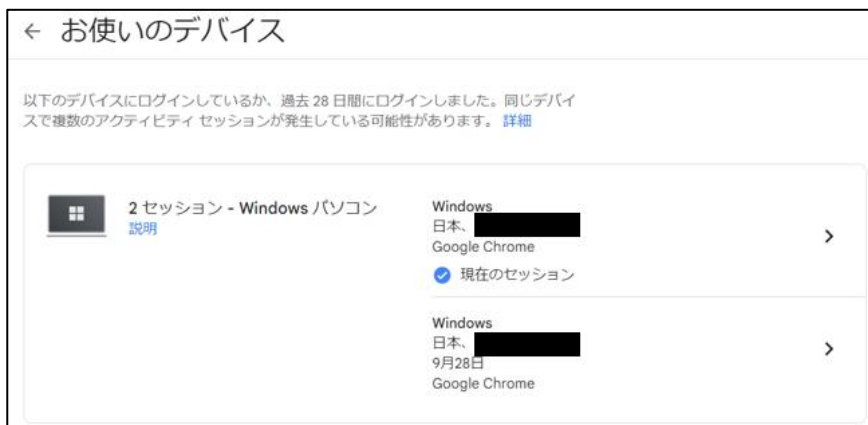 ← お使いのデバイス
以下のデバイスにログインしているか、過去 28 日間にログインしました。同じデバイ
スで複数のアクティビティ セッションが発生している可能性があります。 詳細
2 セッション - Windows パソコン
説明
Windows
日本、
Google Chrome
現在のセッション
Windows
日本、
9月28日
Google Chrome